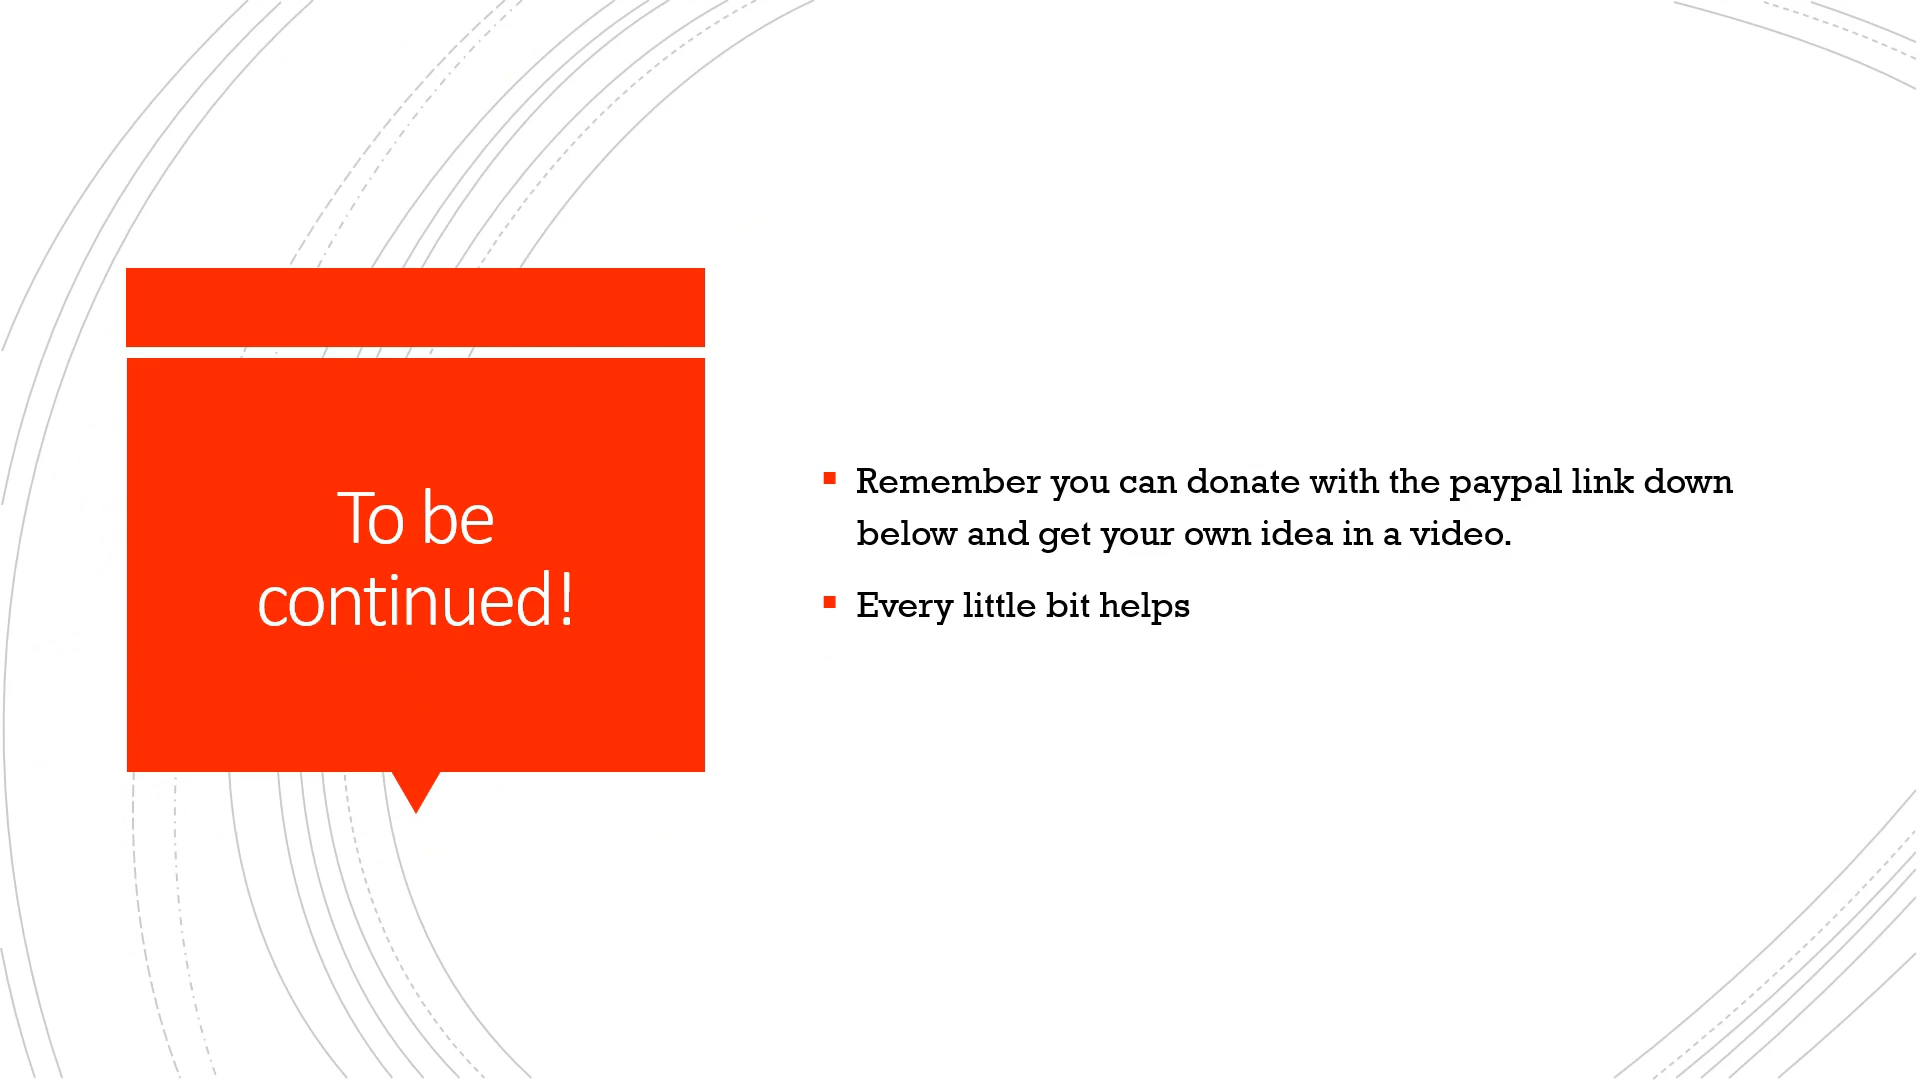 To be
continued!
Remember you can donate with the paypal link down
below and get your own idea in a video.
Every little bit helps